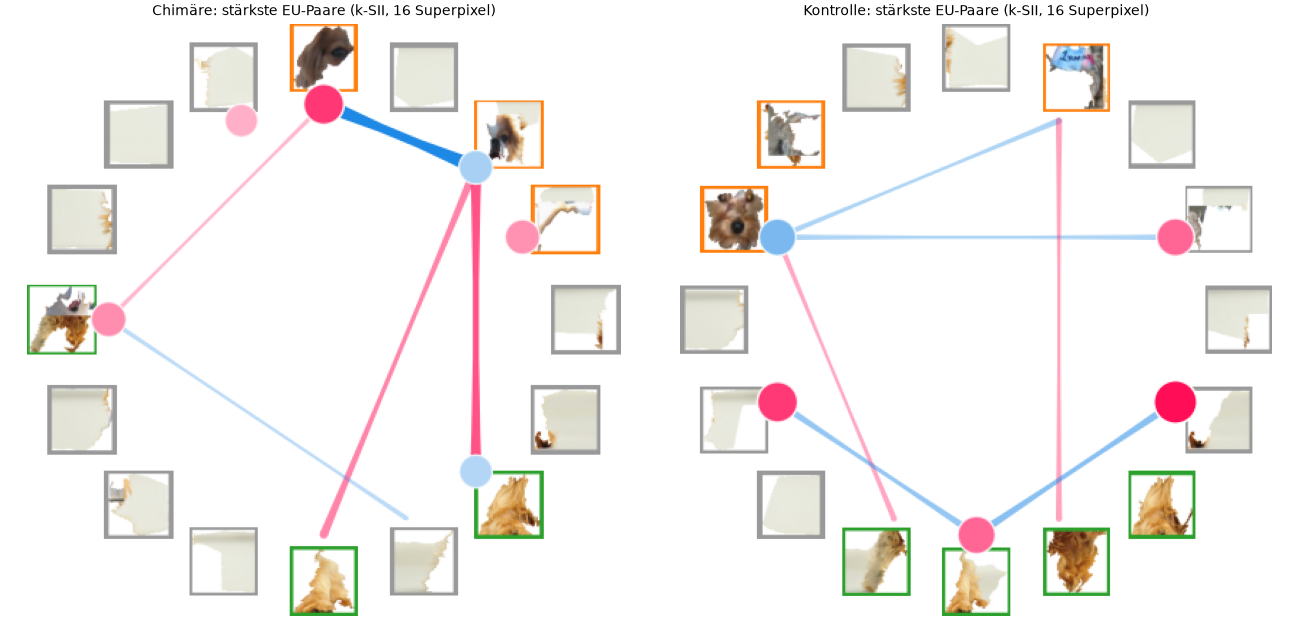 Chimäre: stärkste EU-Paare (k-SII, 16 Superpixel)
Kontrolle: stärkste EU-Paare (k-SII, 16 Superpixel)